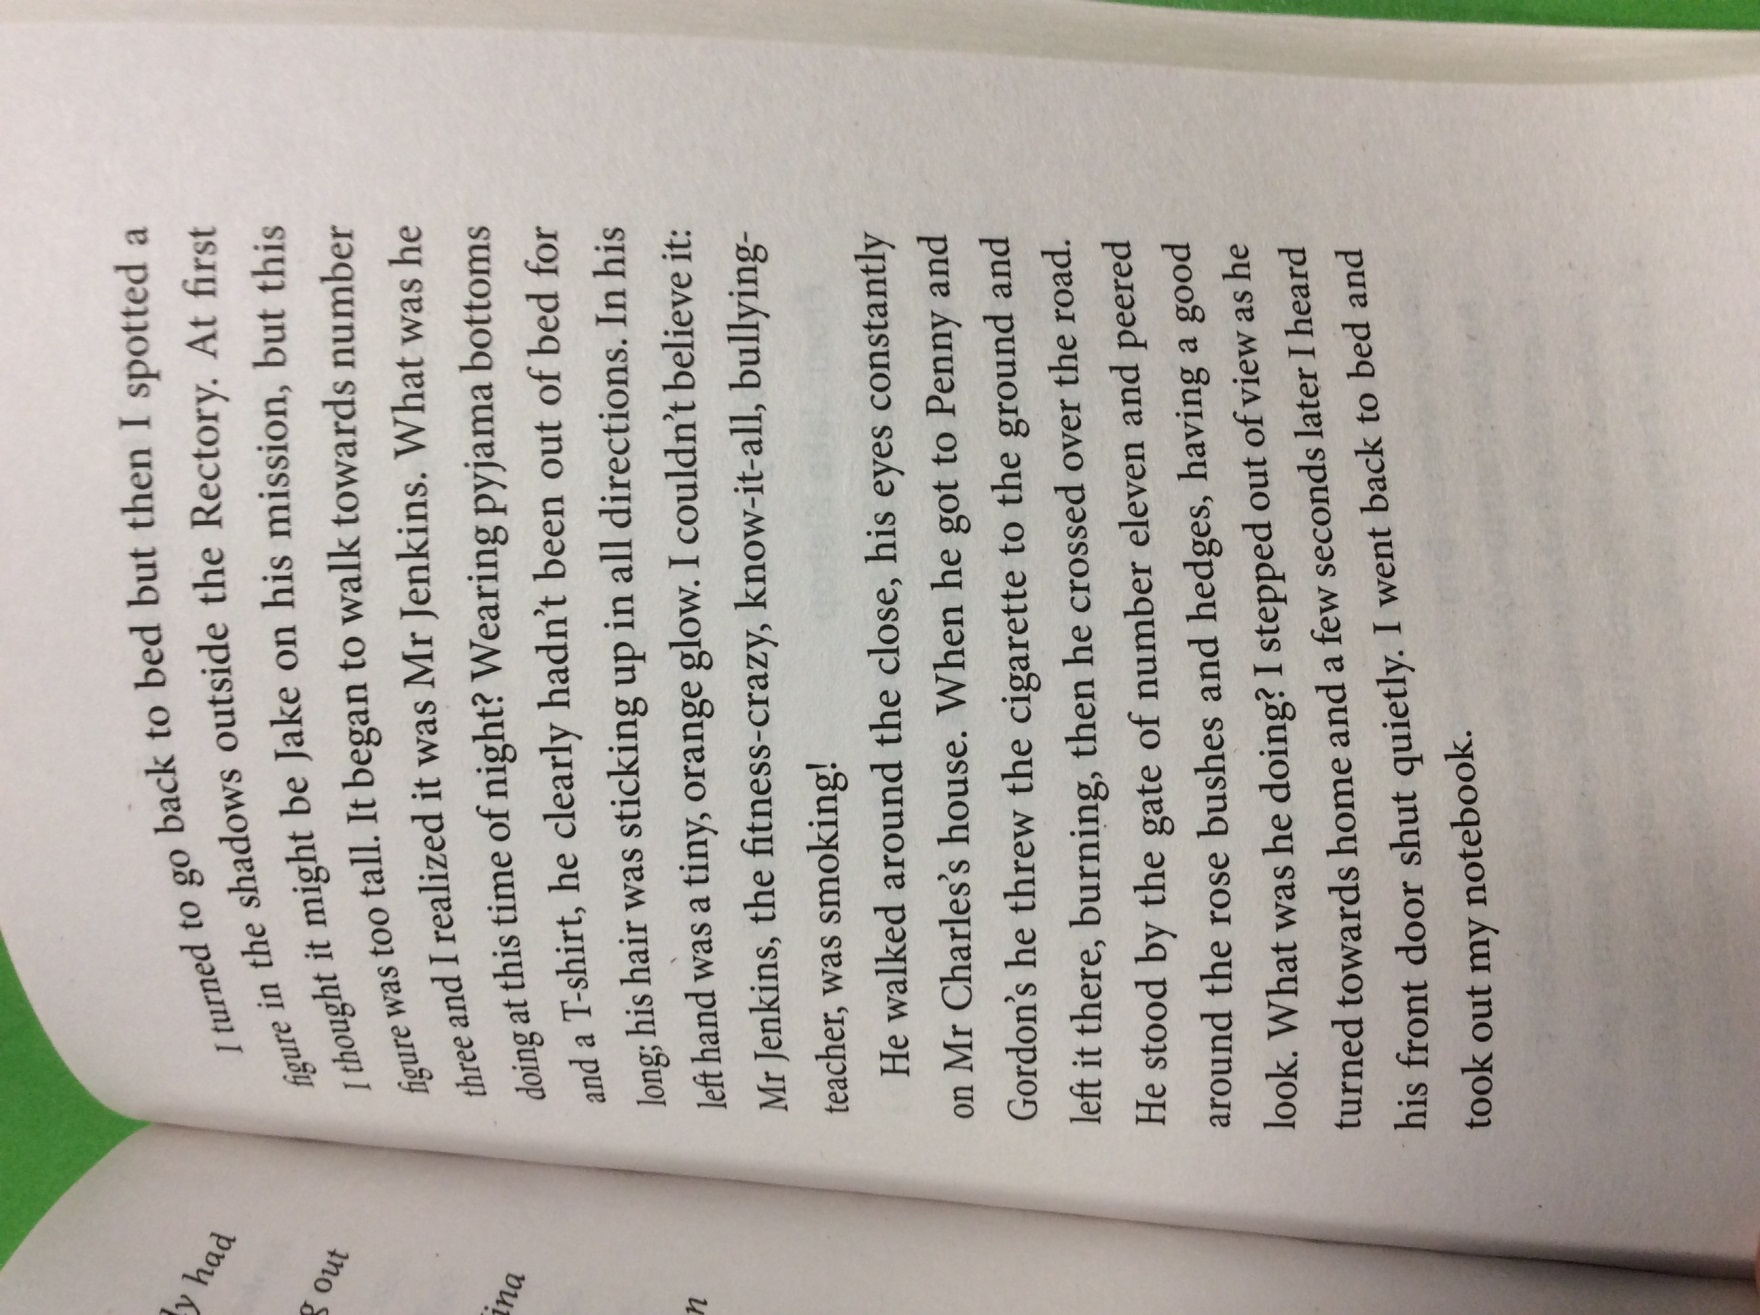 I turned to go back to bed but then I spotted a
figure in the shadows outside the Rectory. At first
I thought it might be Jake on his mission, but this
figure was too tall. It began to walk towards number
three and I realized it was Mr Jenkins. What was he
doing at this time of night? Wearing pyjama bottoms
and a T-shirt, he clearly hadn't been out of bed for
long; his hair was sticking up in all directions. In his
left hand was a tiny, orange glow. I couldn't believe it:
Mr Jenkins, the fitness-crazy, know-it-all, bullying-
teacher, was smoking!
He walked around the close, his eyes constantly
on Mr Charles's house. When he got to Penny and
Gordon's he threw the cigarette to the ground and
left it there, burning, then he crossed over the road.
He stood by the gate of number eleven and peered
around the rose bushes and hedges, having a good
look. What was he doing? I stepped out of view as he
turned towards home and a few seconds later I heard
his front door shut quietly. I went back to bed and
took out my notebook.
had
out